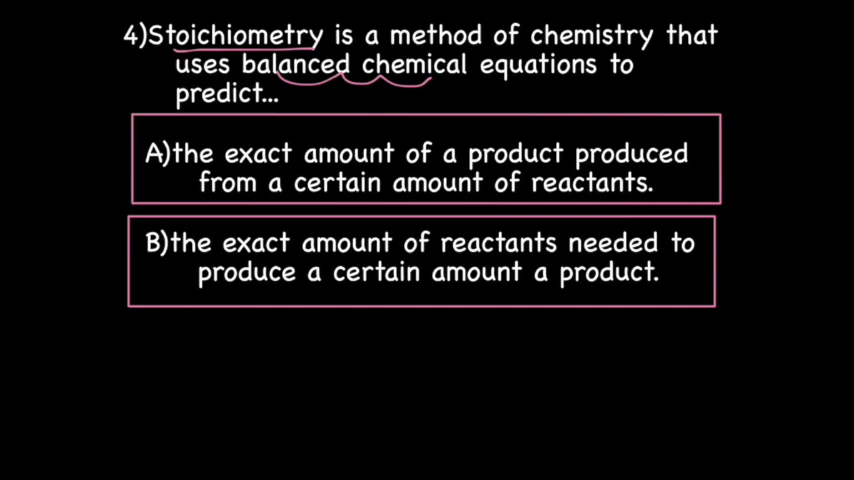 4)Stoichiometry is a method of chemistry that
uses balanced chemical equations to
predict...
A)the exact amount of a product produced
from a certain amount of reactants.
B)the exact amount of reactants needed to
produce a certain amount a product.